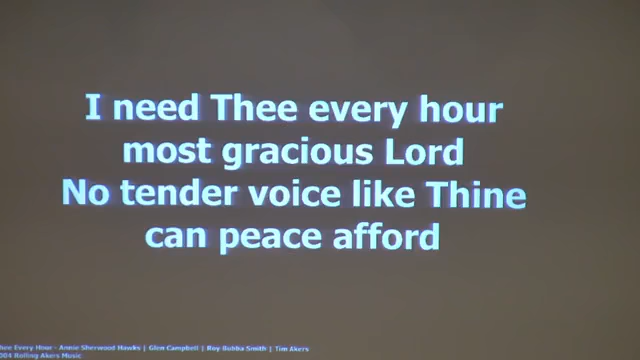 I need Thee every hour
most gracious Lord
No tender voice like Thine
can peace afford
Thee Every Hour - Annie Sherwood Hawks | Glen Campbell | Roy Bubba Smith | Tim Akers
Rolling Akers Music